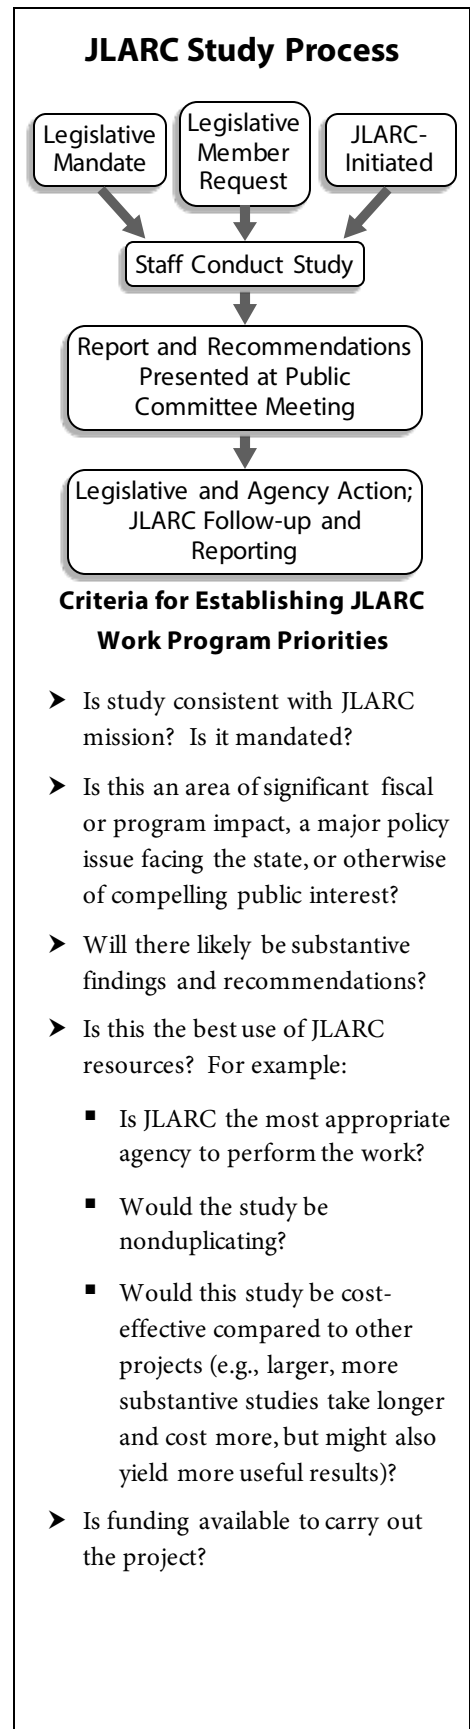 JLARC Study Process
Legislative
Mandate
Legislative
Member
Request
JLARC-
Initiated
Staff Conduct Study
Report and Recommendations
Presented at Public
Committee Meeting
Legislative and Agency Action;
JLARC Follow-up and
Reporting
Criteria for Establishing JLARC
Work Program Priorities
➤ Is study consistent with JLARC
mission? Is it mandated?
➤ Is this an area of significant fiscal
or program impact, a major policy
issue facing the state, or otherwise
of compelling public interest?
➤ Will there likely be substantive
findings and recommendations?
➤ Is this the best use of JLARC
resources? For example:
▪ Is JLARC the most appropriate
agency to perform the work?
▪ Would the study be
nonduplicating?
▪ Would this study be cost-
effective compared to other
projects (e.g., larger, more
substantive studies take longer
and cost more, but might also
yield more useful results)?
➤ Is funding available to carry out
the project?